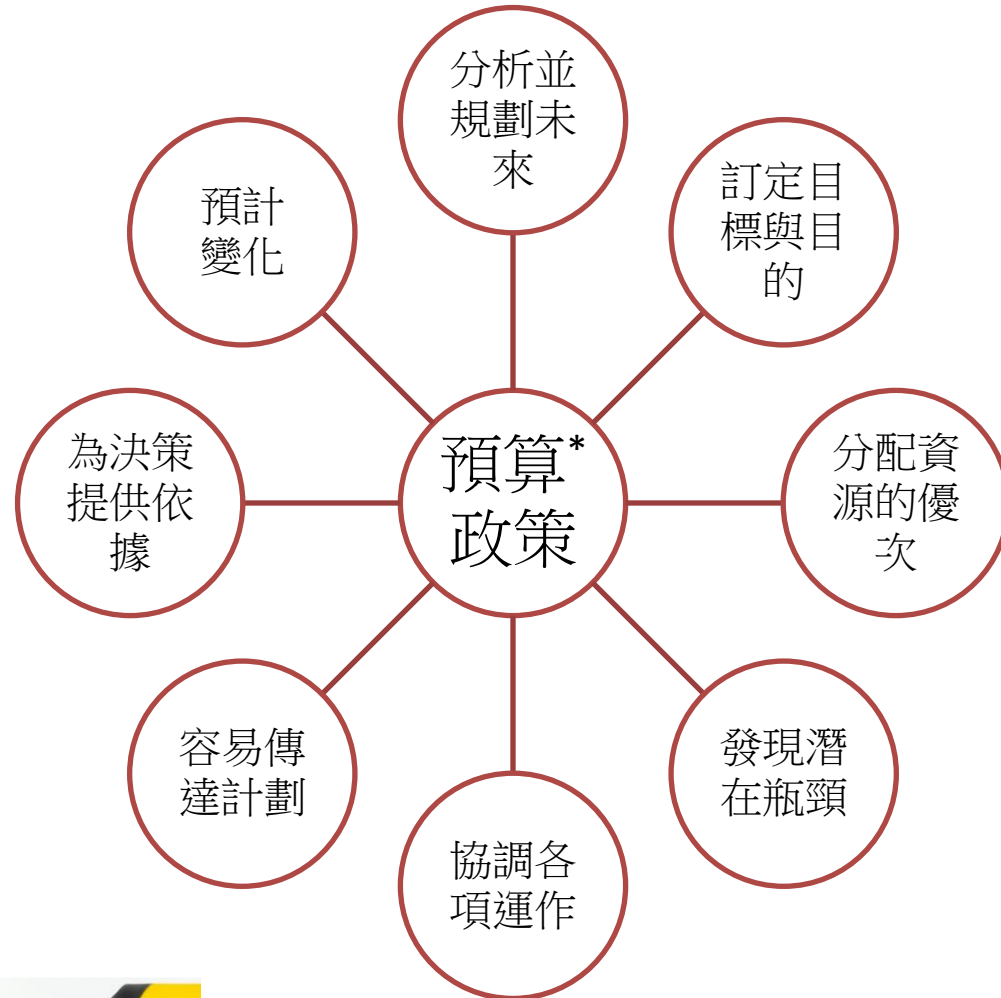 分析並
規劃未
來
訂定目
標與目
的
分配資
源的優
次
發現潛
在瓶頸
協調各
項運作
容易傳
達計劃
為決策
提供依
據
預計
變化
預算*
政策